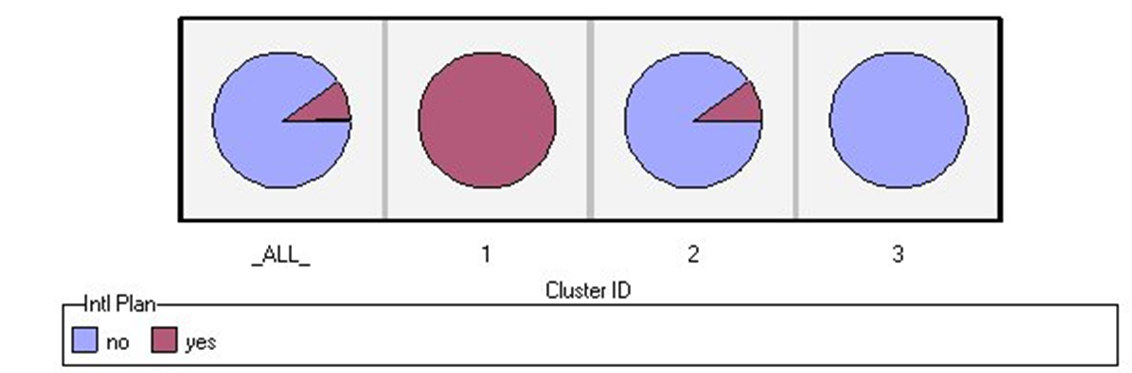 _ALL_ 1 2 3
Cluster ID
Intl Plan
no yes